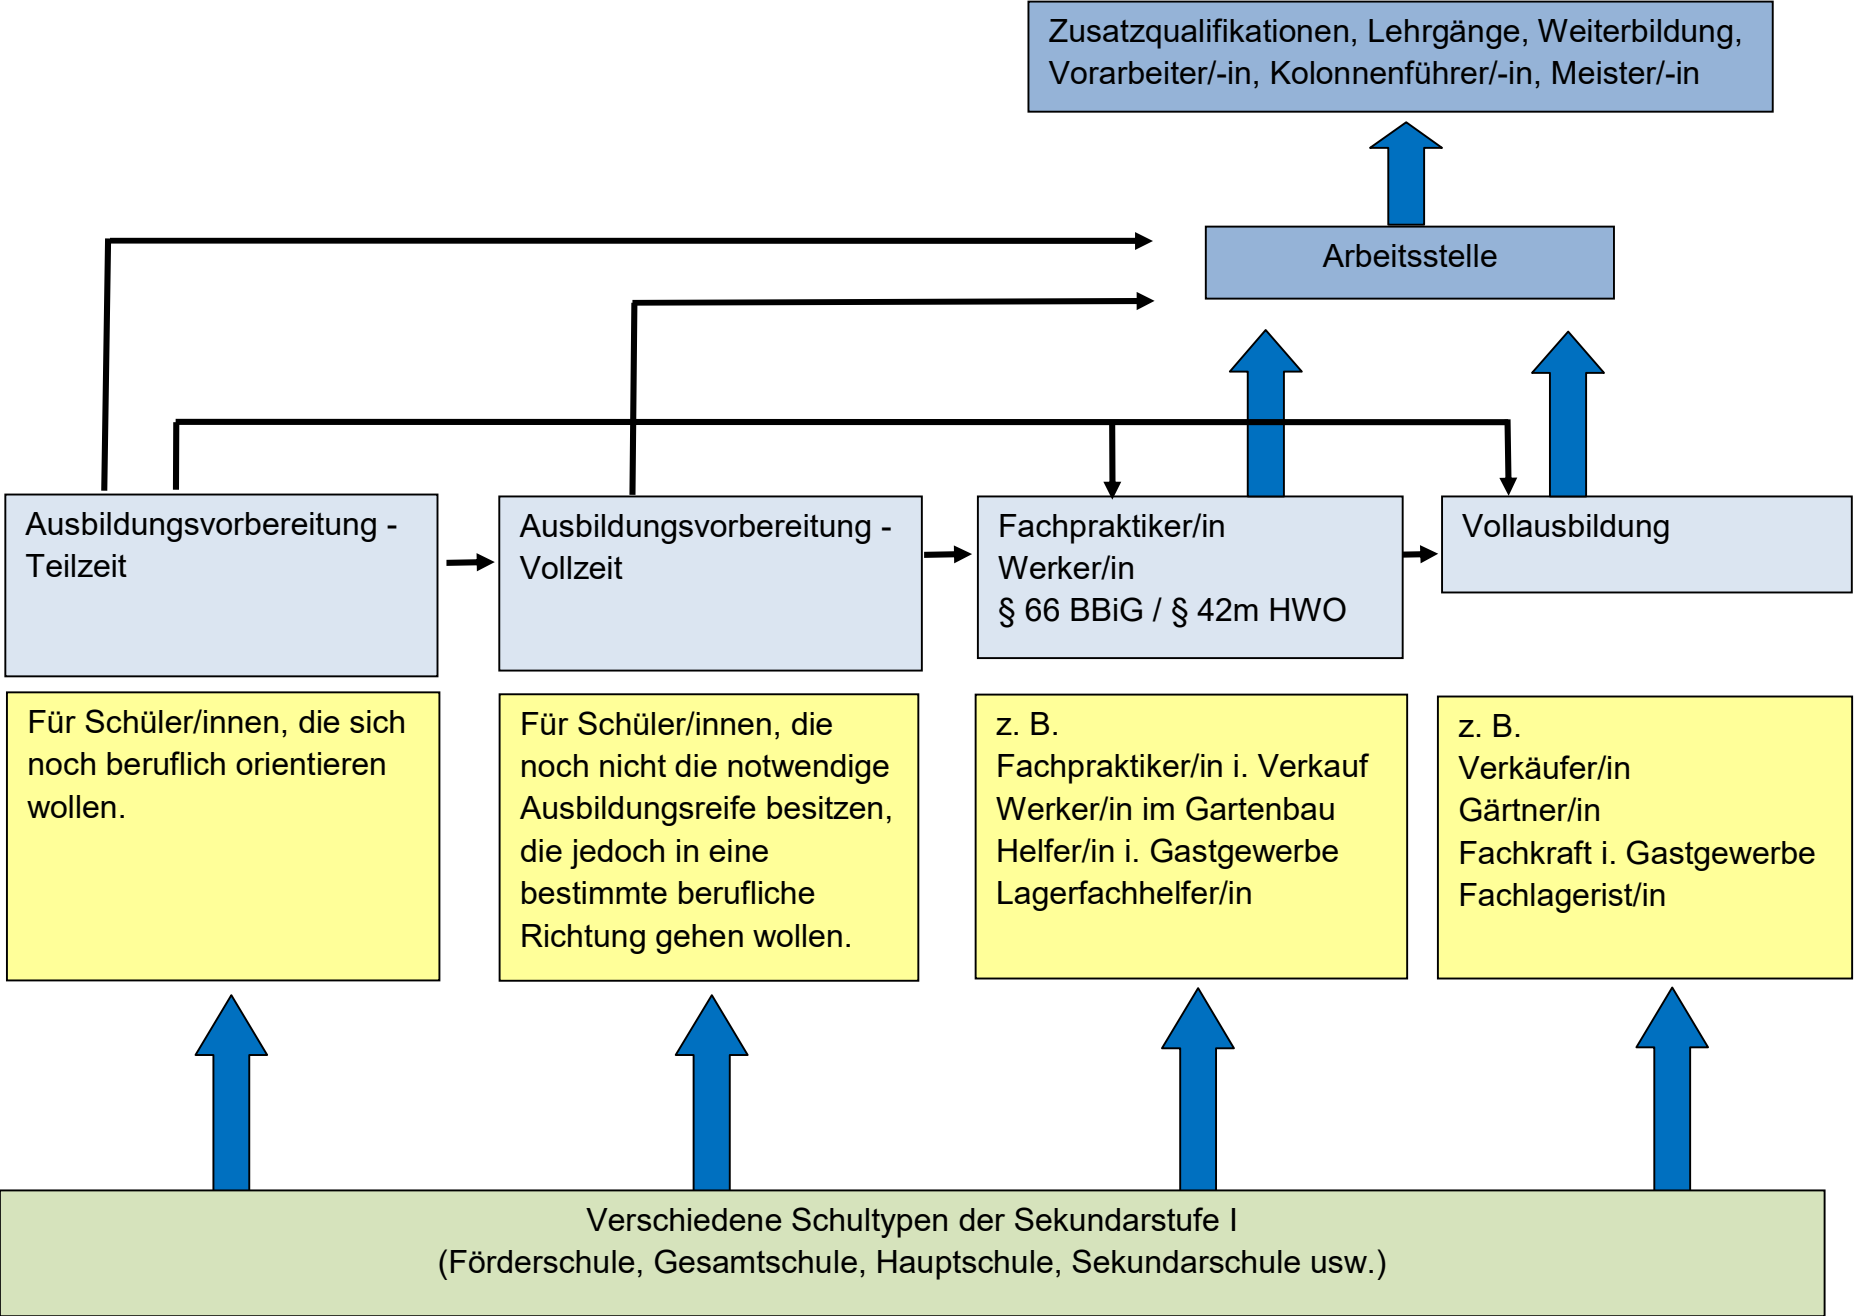 Zusatzqualifikationen, Lehrgänge, Weiterbildung,
Vorarbeiter/-in, Kolonnenführer/-in, Meister/-in
Arbeitsstelle
Ausbildungsvorbereitung -
Teilzeit
Ausbildungsvorbereitung -
Vollzeit
Fachpraktiker/in
Werker/in
§ 66 BBiG / § 42m HWO
Vollausbildung
Für Schüler/innen, die sich
noch beruflich orientieren
wollen.
Für Schüler/innen, die
noch nicht die notwendige
Ausbildungsreife besitzen,
die jedoch in eine
bestimmte berufliche
Richtung gehen wollen.
z. B.
Fachpraktiker/in i. Verkauf
Werker/in im Gartenbau
Helfer/in i. Gastgewerbe
Lagerfachhelfer/in
z. B.
Verkäufer/in
Gärtner/in
Fachkraft i. Gastgewerbe
Fachlagerist/in
Verschiedene Schultypen der Sekundarstufe I
(Förderschule, Gesamtschule, Hauptschule, Sekundarschule usw.)